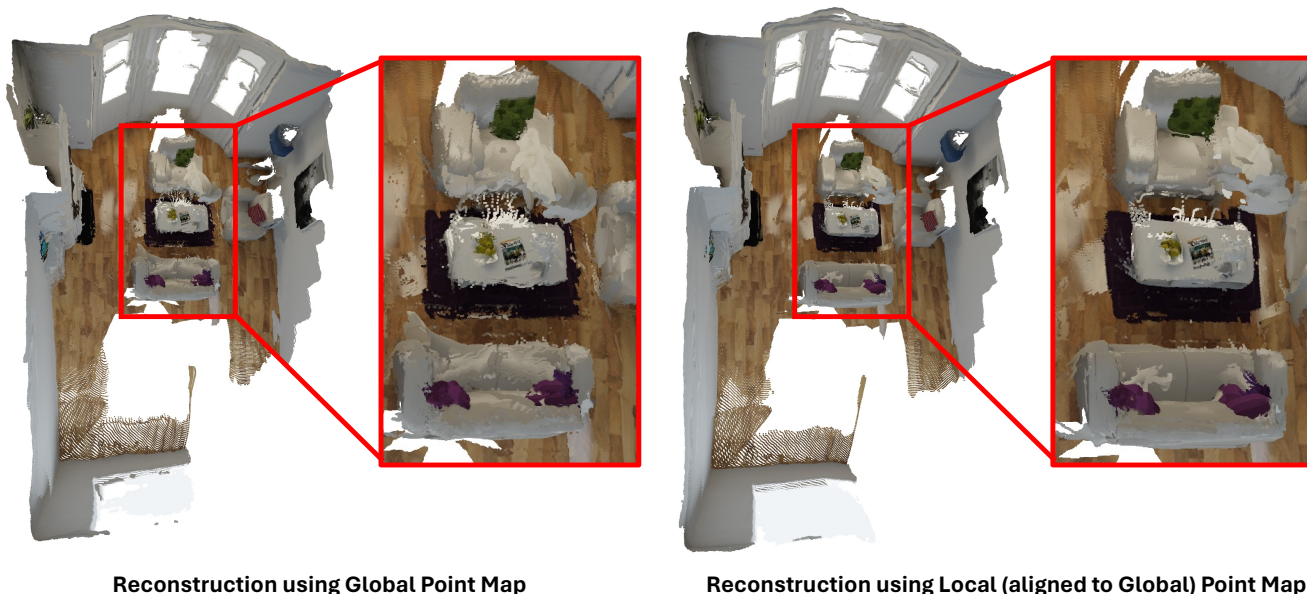 Reconstruction using Global Point Map
Reconstruction using Local (aligned to Global) Point Map